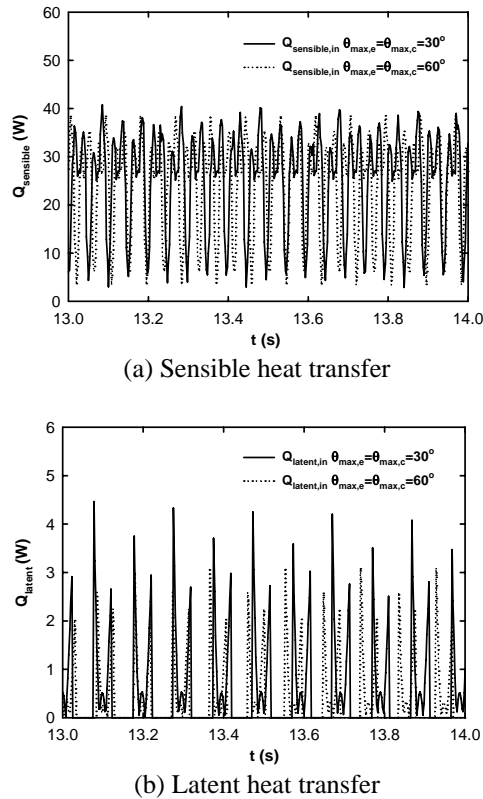 60
50
40
30
20
10
0
Q_sensible (W)
Q_sensible,in θ_max,e=θ_max,c=30°
Q_sensible,in θ_max,e=θ_max,c=60°
13.0 13.2 13.4 13.6 13.8 14.0
t (s)
(a) Sensible heat transfer
6
5
4
3
2
1
0
Q_latent (W)
Q_latent,in θ_max,e=θ_max,c=30°
Q_latent,in θ_max,e=θ_max,c=60°
13.0 13.2 13.4 13.6 13.8 14.0
t (s)
(b) Latent heat transfer